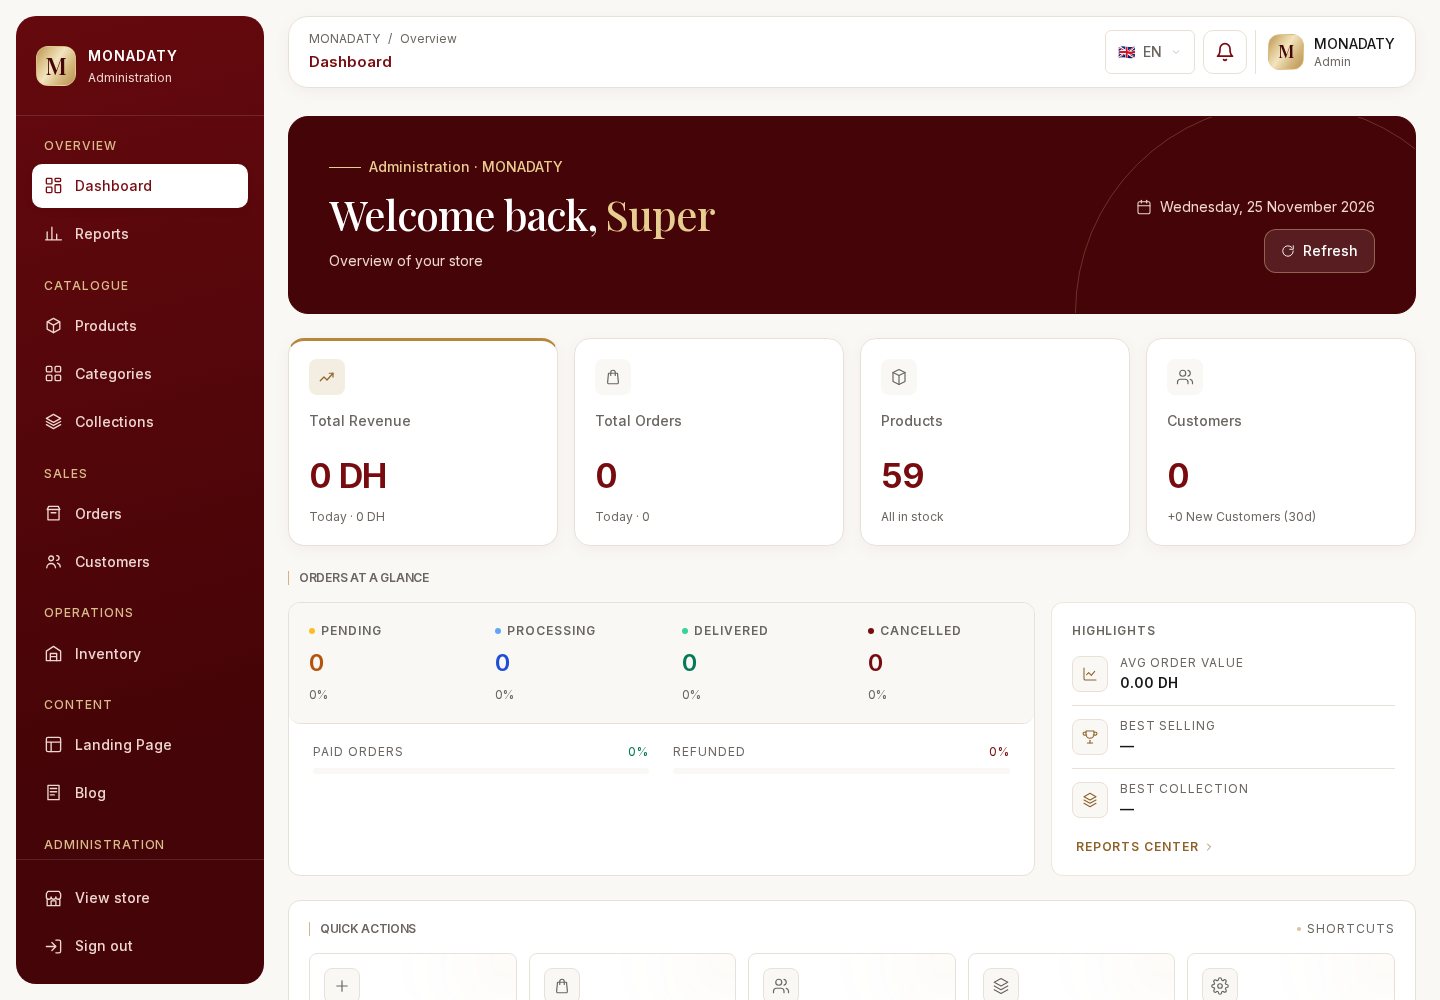 M
MONADATY
Administration
OVERVIEW
Dashboard
Reports
CATALOGUE
Products
Categories
Collections
SALES
Orders
Customers
OPERATIONS
Inventory
CONTENT
Landing Page
Blog
ADMINISTRATION
View store
Sign out
MONADATY / Overview
Dashboard
EN
M
MONADATY
Admin
Administration · MONADATY
Welcome back, Super
Overview of your store
Wednesday, 25 November 2026
Refresh
Total Revenue
0 DH
Today · 0 DH
Total Orders
0
Today · 0
Products
59
All in stock
Customers
0
+0 New Customers (30d)
ORDERS AT A GLANCE
PENDING
0
0%
PROCESSING
0
0%
DELIVERED
0
0%
CANCELLED
0
0%
PAID ORDERS 0%
REFUNDED 0%
HIGHLIGHTS
AVG ORDER VALUE
0.00 DH
BEST SELLING
—
BEST COLLECTION
—
REPORTS CENTER
QUICK ACTIONS
SHORTCUTS